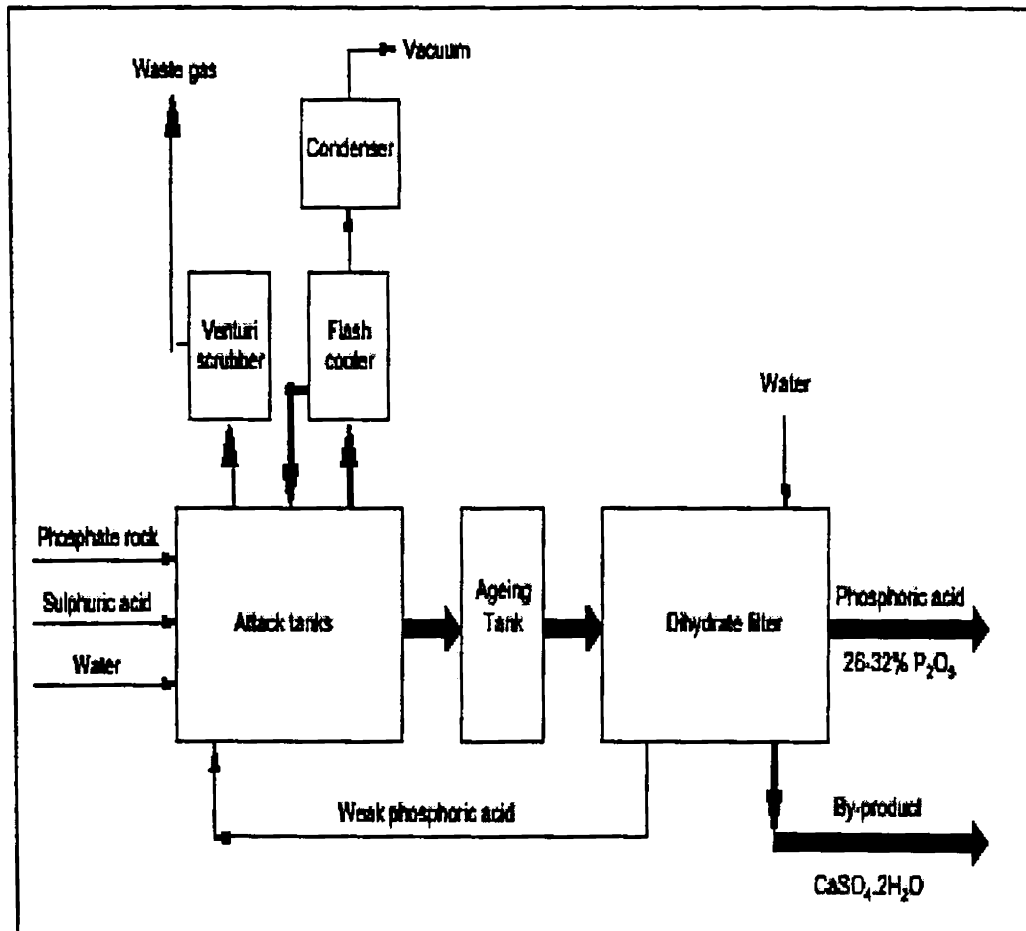 Vacuum
Waste gas
Condenser
Venturi
scrubber
Flash
cooler
Water
Phosphate rock
Sulphuric acid
Water
Attack tanks
Ageing
Tank
Dihydrate filter
Phosphoric acid
26-32% P₂O₅
Weak phosphoric acid
By-product
CaSO₄.2H₂O